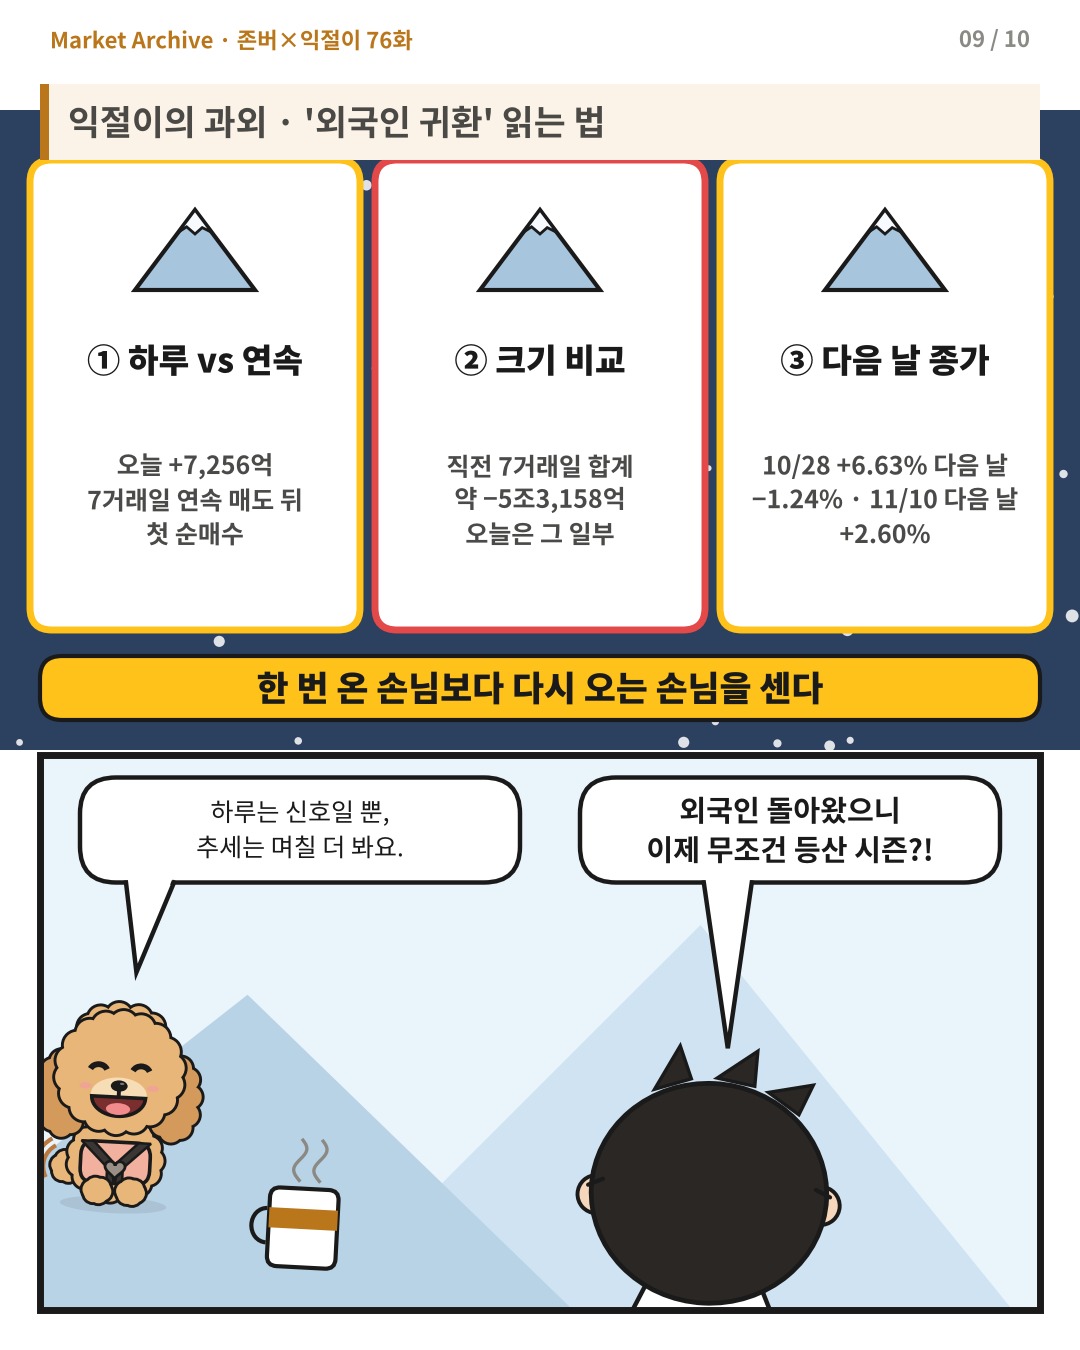 Market Archive · 존버×익절이 76화
09 / 10
익절이의 과외 · '외국인 귀환' 읽는 법
① 하루 vs 연속
오늘 +7,256억
7거래일 연속 매도 뒤
첫 순매수
② 크기 비교
직전 7거래일 합계
약 −5조3,158억
오늘은 그 일부
③ 다음 날 종가
10/28 +6.63% 다음 날
−1.24% · 11/10 다음 날
+2.60%
한 번 온 손님보다 다시 오는 손님을 센다
하루는 신호일 뿐,
추세는 며칠 더 봐요.
외국인 돌아왔으니
이제 무조건 등산 시즌?!